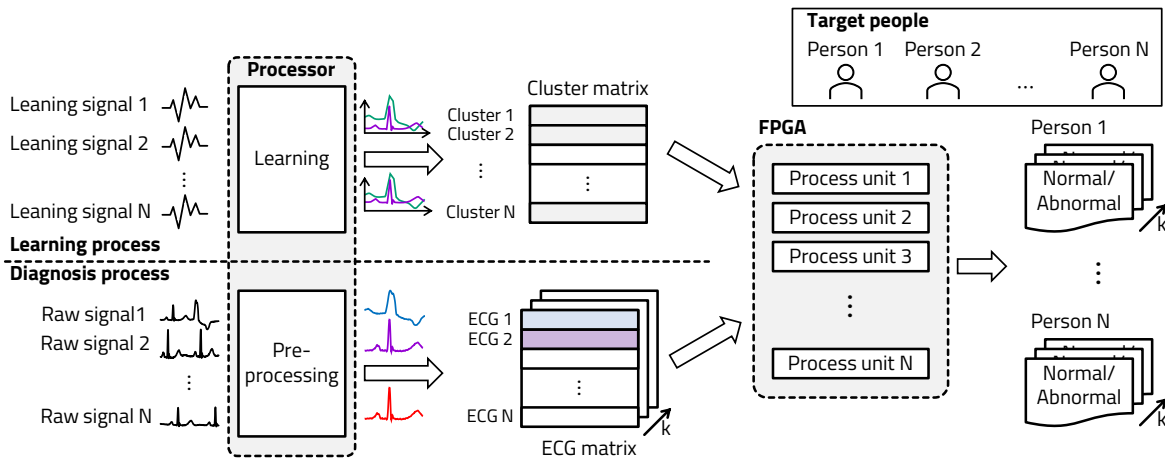 Target people
Person 1
Person 2
...
Person N
Processor
Learning
Leaning signal 1
Leaning signal 2
⋮
Leaning signal N
Cluster matrix
Cluster 1
Cluster 2
⋮
Cluster N
⋮
Learning process
Diagnosis process
Raw signal1
Raw signal 2
⋮
Raw signal N
Pre-
processing
ECG 1
ECG 2
⋮
ECG N
k
ECG matrix
FPGA
Process unit 1
Process unit 2
Process unit 3
⋮
Process unit N
Person 1
Normal/
Abnormal
k
⋮
Person N
Normal/
Abnormal
k